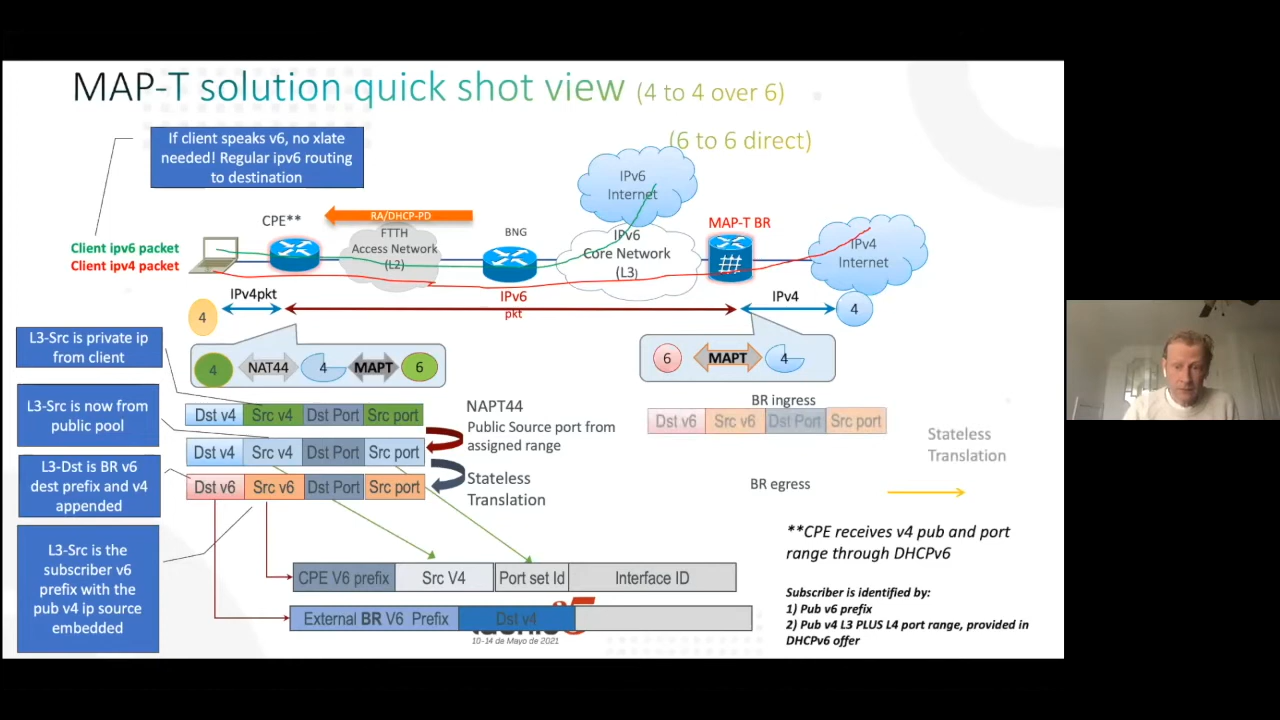 MAP-T solution quick shot view (4 to 4 over 6)
(6 to 6 direct)
If client speaks v6, no xlate
needed! Regular ipv6 routing
to destination
IPv6
Internet
CPE**
RA/DHCP-PD
FTTH
Access Network
(L2)
BNG
IPv6
Core Network
(L3)
MAP-T BR
IPv4
Internet
Client ipv6 packet
Client ipv4 packet
4
IPv4pkt
IPv6
pkt
IPv4
4
L3-Src is private ip
from client
4 NAT44 4 MAPT 6
6 MAPT 4
L3-Src is now from
public pool
Dst v4 Src v4 Dst Port Src port
NAPT44
Public Source port from
assigned range
Dst v4 Src v4 Dst Port Src port
BR ingress
Dst v6 Src v6 Dst Port Src port
Stateless
Translation
L3-Dst is BR v6
dest prefix and v4
appended
Dst v6 Src v6 Dst Port Src port
Stateless
Translation
BR egress
L3-Src is the
subscriber v6
prefix with the
pub v4 ip source
embedded
**CPE receives v4 pub and port
range through DHCPv6
CPE V6 prefix Src V4 Port set Id Interface ID
External BR V6 Prefix Dst v4
10-14 de Mayo de 2021
Subscriber is identified by:
1) Pub v6 prefix
2) Pub v4 L3 PLUS L4 port range, provided in
DHCPv6 offer